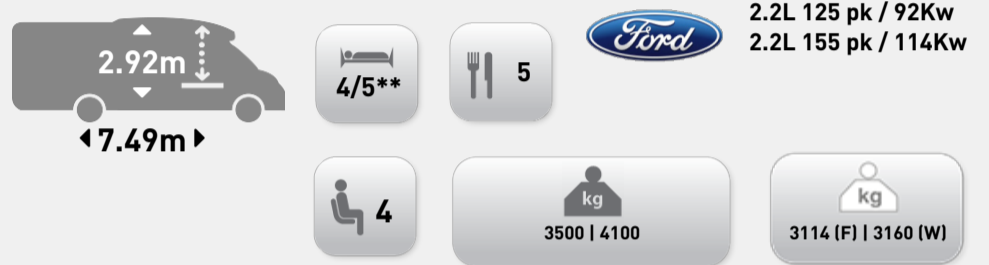 2.92m
7.49m
4/5**
5
Ford
2.2L 125 pk / 92Kw
2.2L 155 pk / 114Kw
4
kg
3500 | 4100
kg
3114 (F) | 3160 (W)